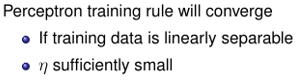 Perceptron training rule will converge
If training data is linearly separable
η sufficiently small